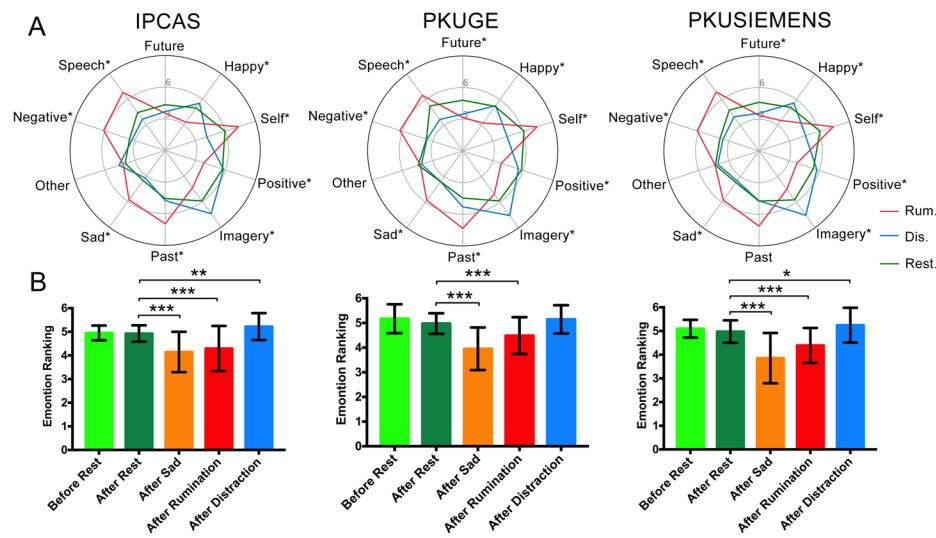 IPCAS PKUGE PKUSIEMENS
A
Future Future* Future*
Speech* Happy* Speech* Happy* Speech* Happy*
6 6 6
Negative* Self* Negative* Self* Negative* Self*
Other Positive* Other Positive* Other Positive*
Sad* Imagery* Sad* Imagery* Sad* Imagery*
Past* Past* Past
Rum.
Dis.
Rest.
B
** *** *
*** *** ***
*** ***
Emontion Ranking
6
5
4
3
2
1
0
Before Rest
After Rest
After Sad
After Rumination
After Distraction
Emontion Ranking
6
5
4
3
2
1
0
Before Rest
After Rest
After Sad
After Rumination
After Distraction
Emontion Ranking
6
5
4
3
2
1
0
Before Rest
After Rest
After Sad
After Rumination
After Distraction